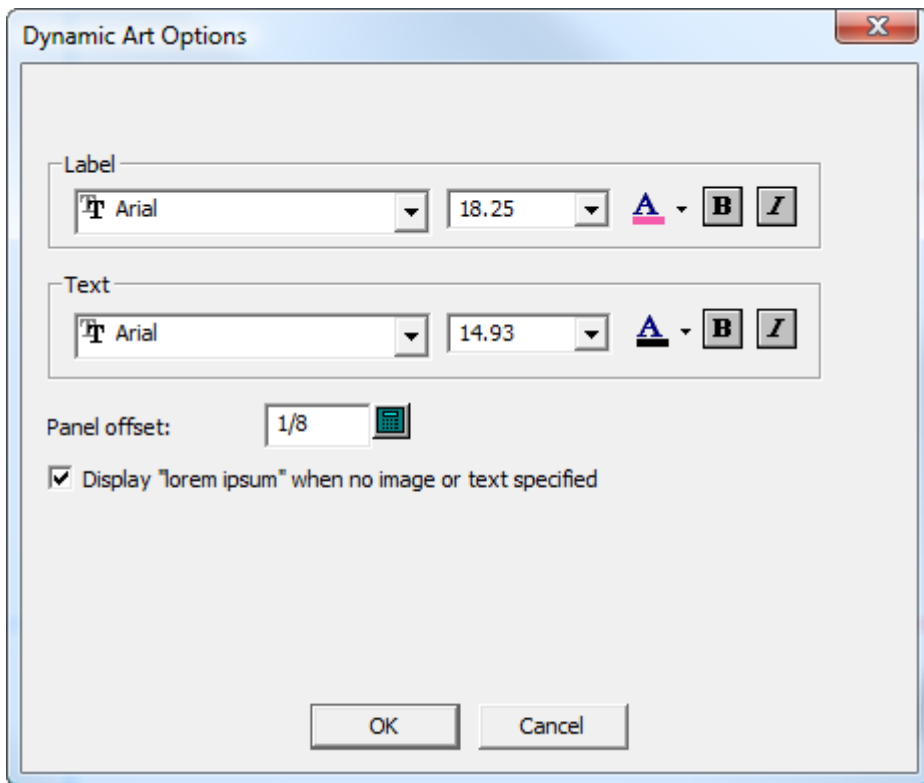 Dynamic Art Options
Label
Arial 18.25 A B I
Text
Arial 14.93 A B I
Panel offset: 1/8
Display "lorem ipsum" when no image or text specified
OK Cancel